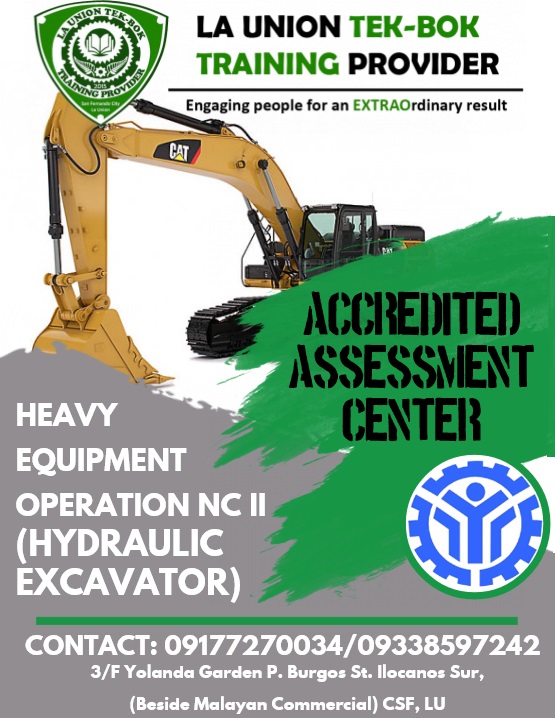 LA UNION TEK-BOK
TRAINING PROVIDER
2015
San Fernando City
La Union
LA UNION TEK-BOK
TRAINING PROVIDER
Engaging people for an EXTRAOrdinary result
CAT
CAT
ACCREDITED
ASSESSMENT
CENTER
HEAVY
EQUIPMENT
OPERATION NC II
(HYDRAULIC
EXCAVATOR)
CONTACT: 09177270034/09338597242
3/F Yolanda Garden P. Burgos St. Ilocanos Sur,
(Beside Malayan Commercial) CSF, LU